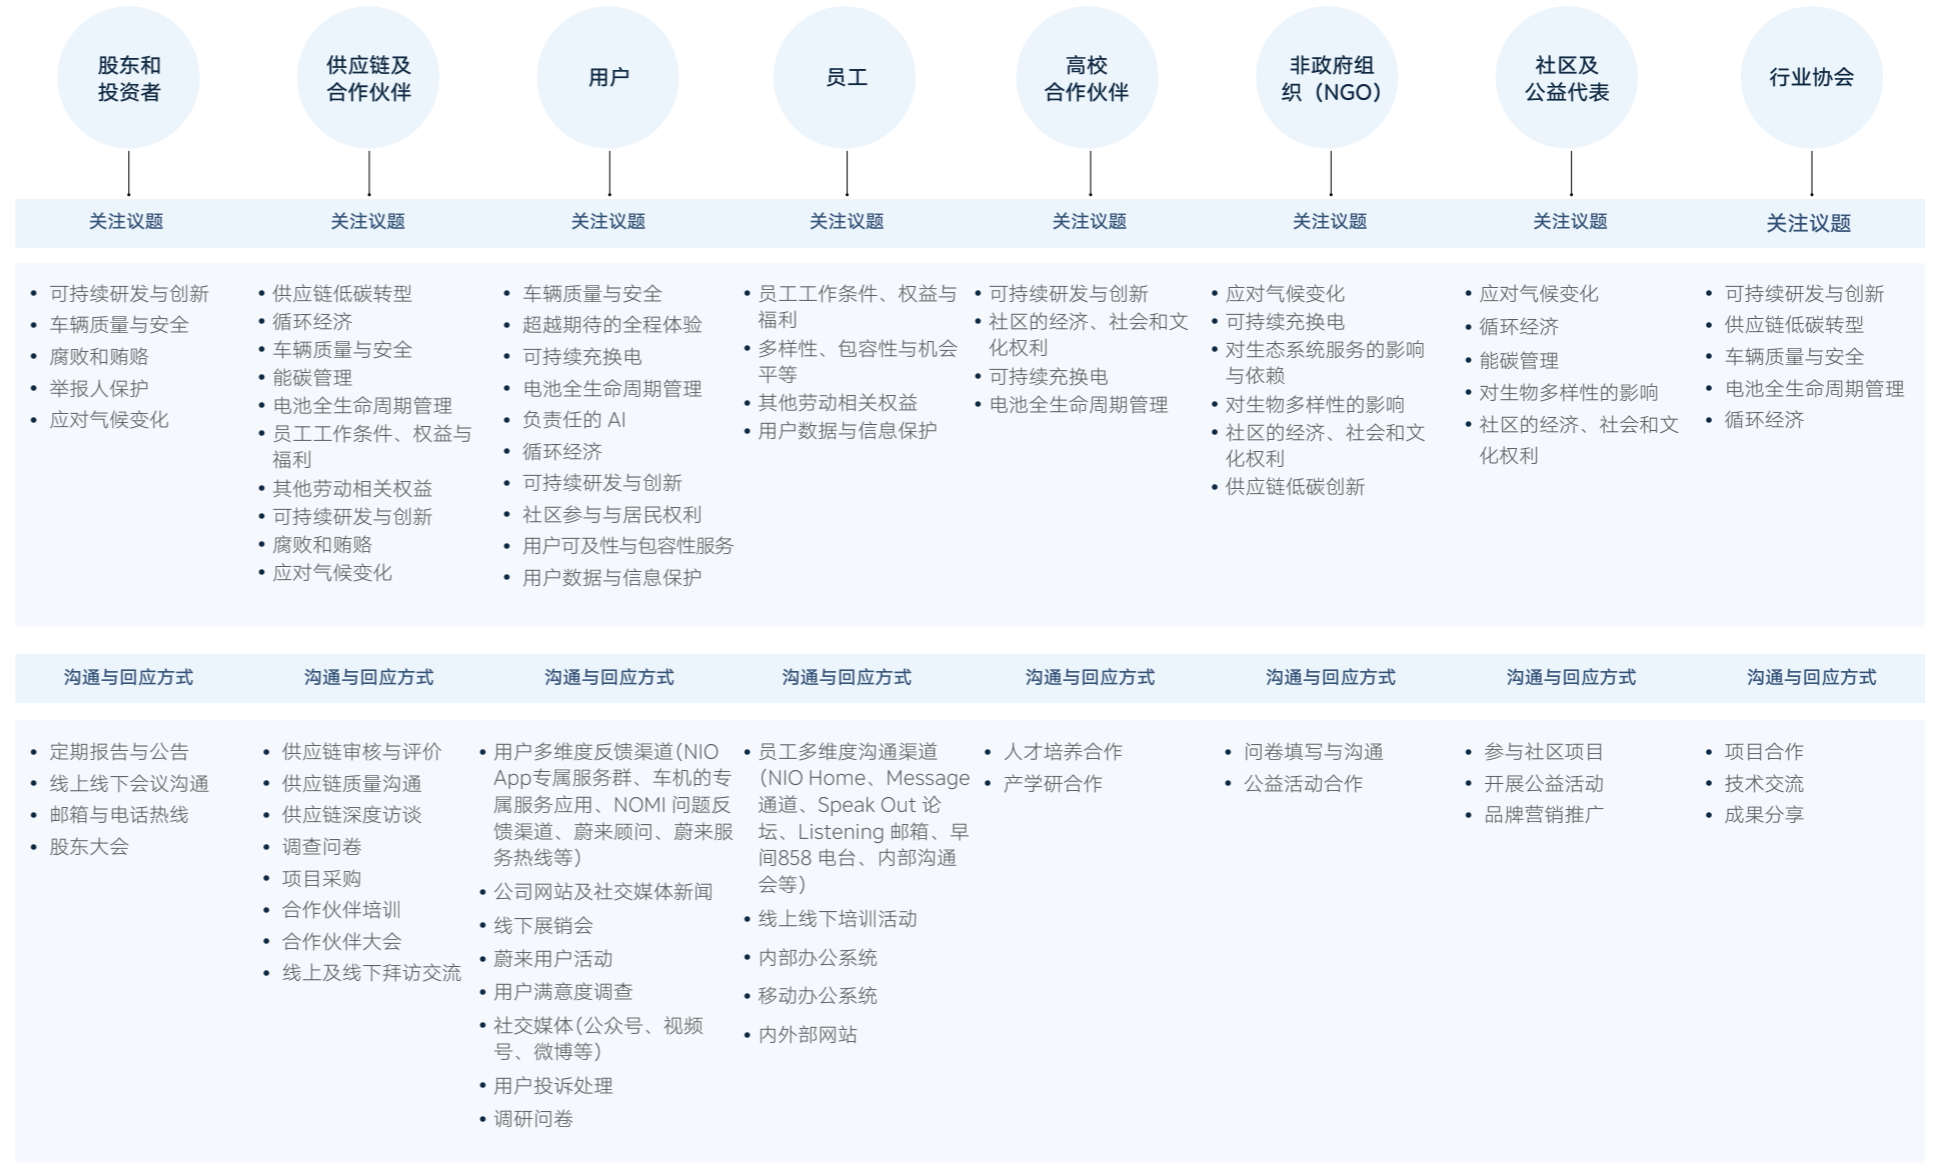 股东和
投资者
供应链及
合作伙伴
用户
员工
高校
合作伙伴
非政府组
织（NGO）
社区及
公益代表
行业协会
关注议题
关注议题
关注议题
关注议题
关注议题
关注议题
关注议题
关注议题
• 可持续研发与创新
• 车辆质量与安全
• 腐败和贿赂
• 举报人保护
• 应对气候变化
• 供应链低碳转型
• 循环经济
• 车辆质量与安全
• 能碳管理
• 电池全生命周期管理
• 员工工作条件、权益与
福利
• 其他劳动相关权益
• 可持续研发与创新
• 腐败和贿赂
• 应对气候变化
• 车辆质量与安全
• 超越期待的全程体验
• 可持续充换电
• 电池全生命周期管理
• 负责任的 AI
• 循环经济
• 可持续研发与创新
• 社区参与与居民权利
• 用户可及性与包容性服务
• 用户数据与信息保护
• 员工工作条件、权益与
福利
• 多样性、包容性与机会
平等
• 其他劳动相关权益
• 用户数据与信息保护
• 可持续研发与创新
• 社区的经济、社会和文
化权利
• 可持续充换电
• 电池全生命周期管理
• 应对气候变化
• 可持续充换电
• 对生态系统服务的影响
与依赖
• 对生物多样性的影响
• 社区的经济、社会和文
化权利
• 供应链低碳创新
• 应对气候变化
• 循环经济
• 能碳管理
• 对生物多样性的影响
• 社区的经济、社会和文
化权利
• 可持续研发与创新
• 供应链低碳转型
• 车辆质量与安全
• 电池全生命周期管理
• 循环经济
沟通与回应方式
沟通与回应方式
沟通与回应方式
沟通与回应方式
沟通与回应方式
沟通与回应方式
沟通与回应方式
沟通与回应方式
• 定期报告与公告
• 线上线下会议沟通
• 邮箱与电话热线
• 股东大会
• 供应链审核与评价
• 供应链质量沟通
• 供应链深度访谈
• 调查问卷
• 项目采购
• 合作伙伴培训
• 合作伙伴大会
• 线上及线下拜访交流
• 用户多维度反馈渠道（NIO
App专属服务群、车机的专
属服务应用、NOMI 问题反
馈渠道、蔚来顾问、蔚来服
务热线等）
• 公司网站及社交媒体新闻
• 线下展销会
• 蔚来用户活动
• 用户满意度调查
• 社交媒体（公众号、视频
号、微博等）
• 用户投诉处理
• 调研问卷
• 员工多维度沟通渠道
（NIO Home、Message
通道、Speak Out 论
坛、Listening 邮箱、早
间858 电台、内部沟通
会等）
• 线上线下培训活动
• 内部办公系统
• 移动办公系统
• 内外部网站
• 人才培养合作
• 产学研合作
• 问卷填写与沟通
• 公益活动合作
• 参与社区项目
• 开展公益活动
• 品牌营销推广
• 项目合作
• 技术交流
• 成果分享